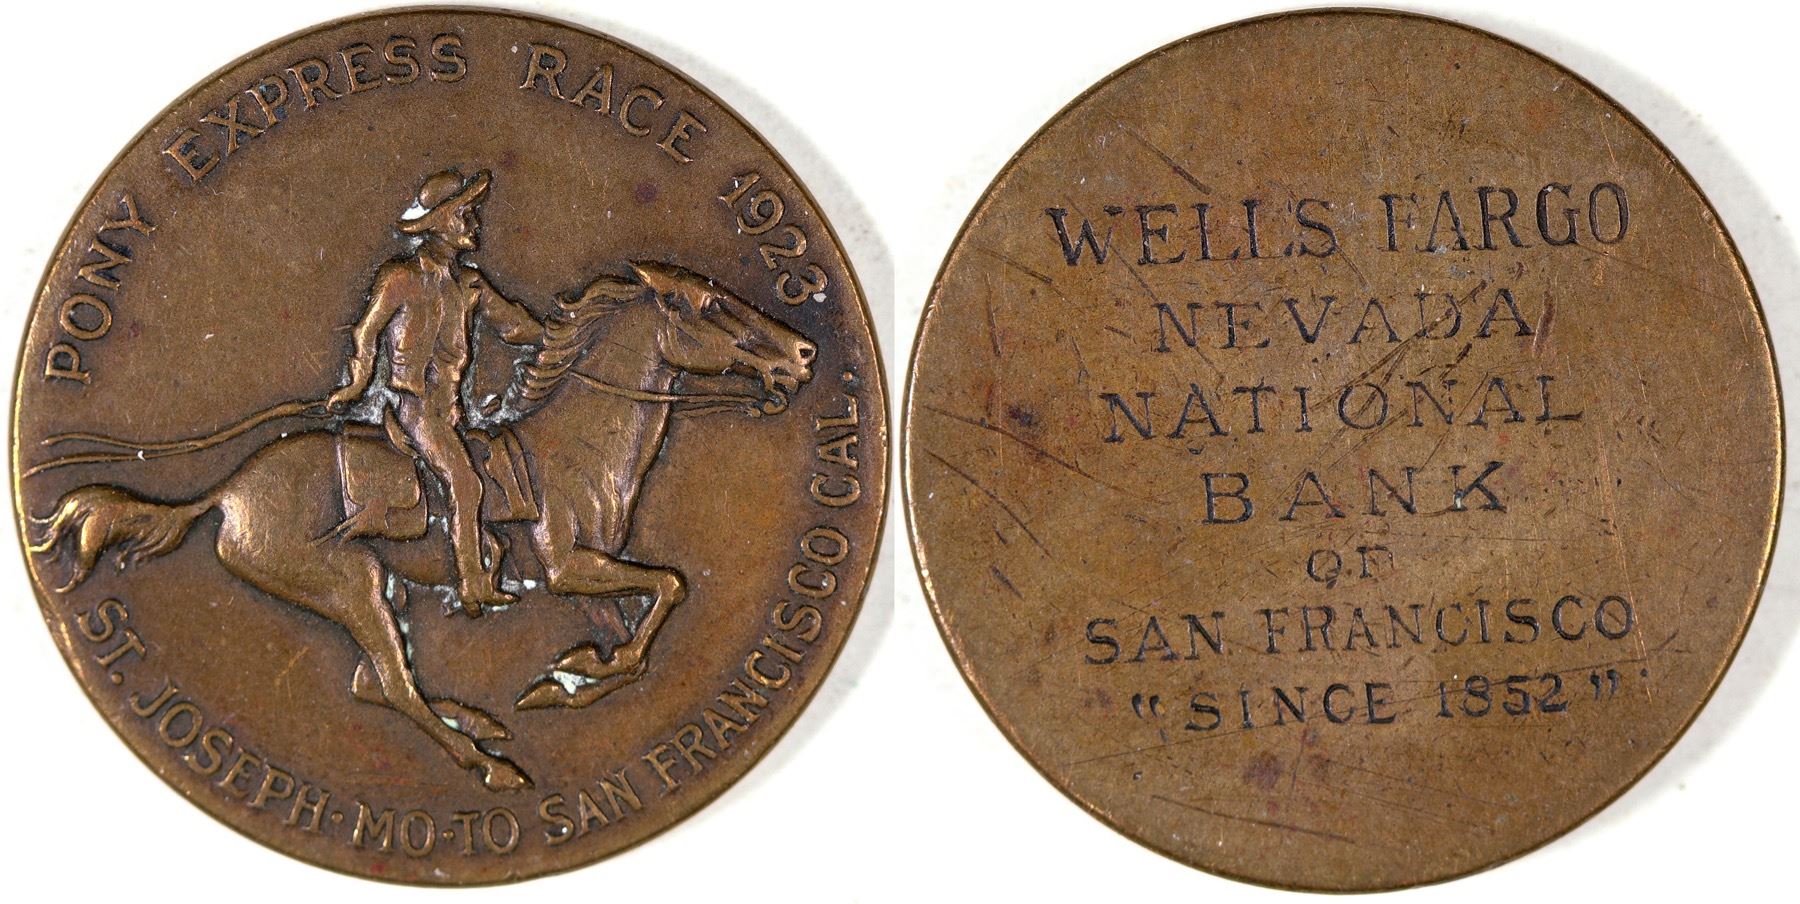 PONY EXPRESS RACE 1923
ST. JOSEPH · MO · TO SAN FRANCISCO CAL.
WELLS FARGO
NEVADA
NATIONAL
BANK
OF
SAN FRANCISCO
"SINCE 1852"